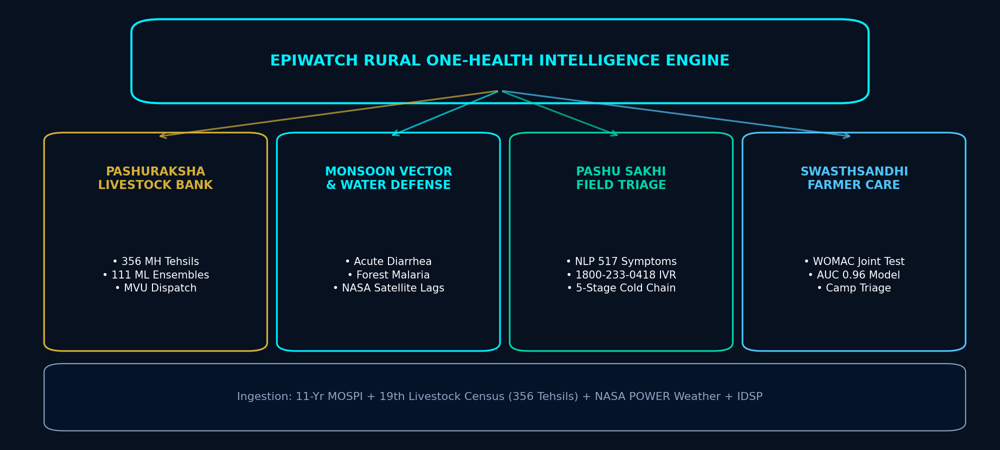 EPIWATCH RURAL ONE-HEALTH INTELLIGENCE ENGINE
PASHURAKSHA
LIVESTOCK BANK
• 356 MH Tehsils
• 111 ML Ensembles
• MVU Dispatch
MONSOON VECTOR
& WATER DEFENSE
• Acute Diarrhea
• Forest Malaria
• NASA Satellite Lags
PASHU SAKHI
FIELD TRIAGE
• NLP 517 Symptoms
• 1800-233-0418 IVR
• 5-Stage Cold Chain
SWASTHSANDHI
FARMER CARE
• WOMAC Joint Test
• AUC 0.96 Model
• Camp Triage
Ingestion: 11-Yr MOSPI + 19th Livestock Census (356 Tehsils) + NASA POWER Weather + IDSP